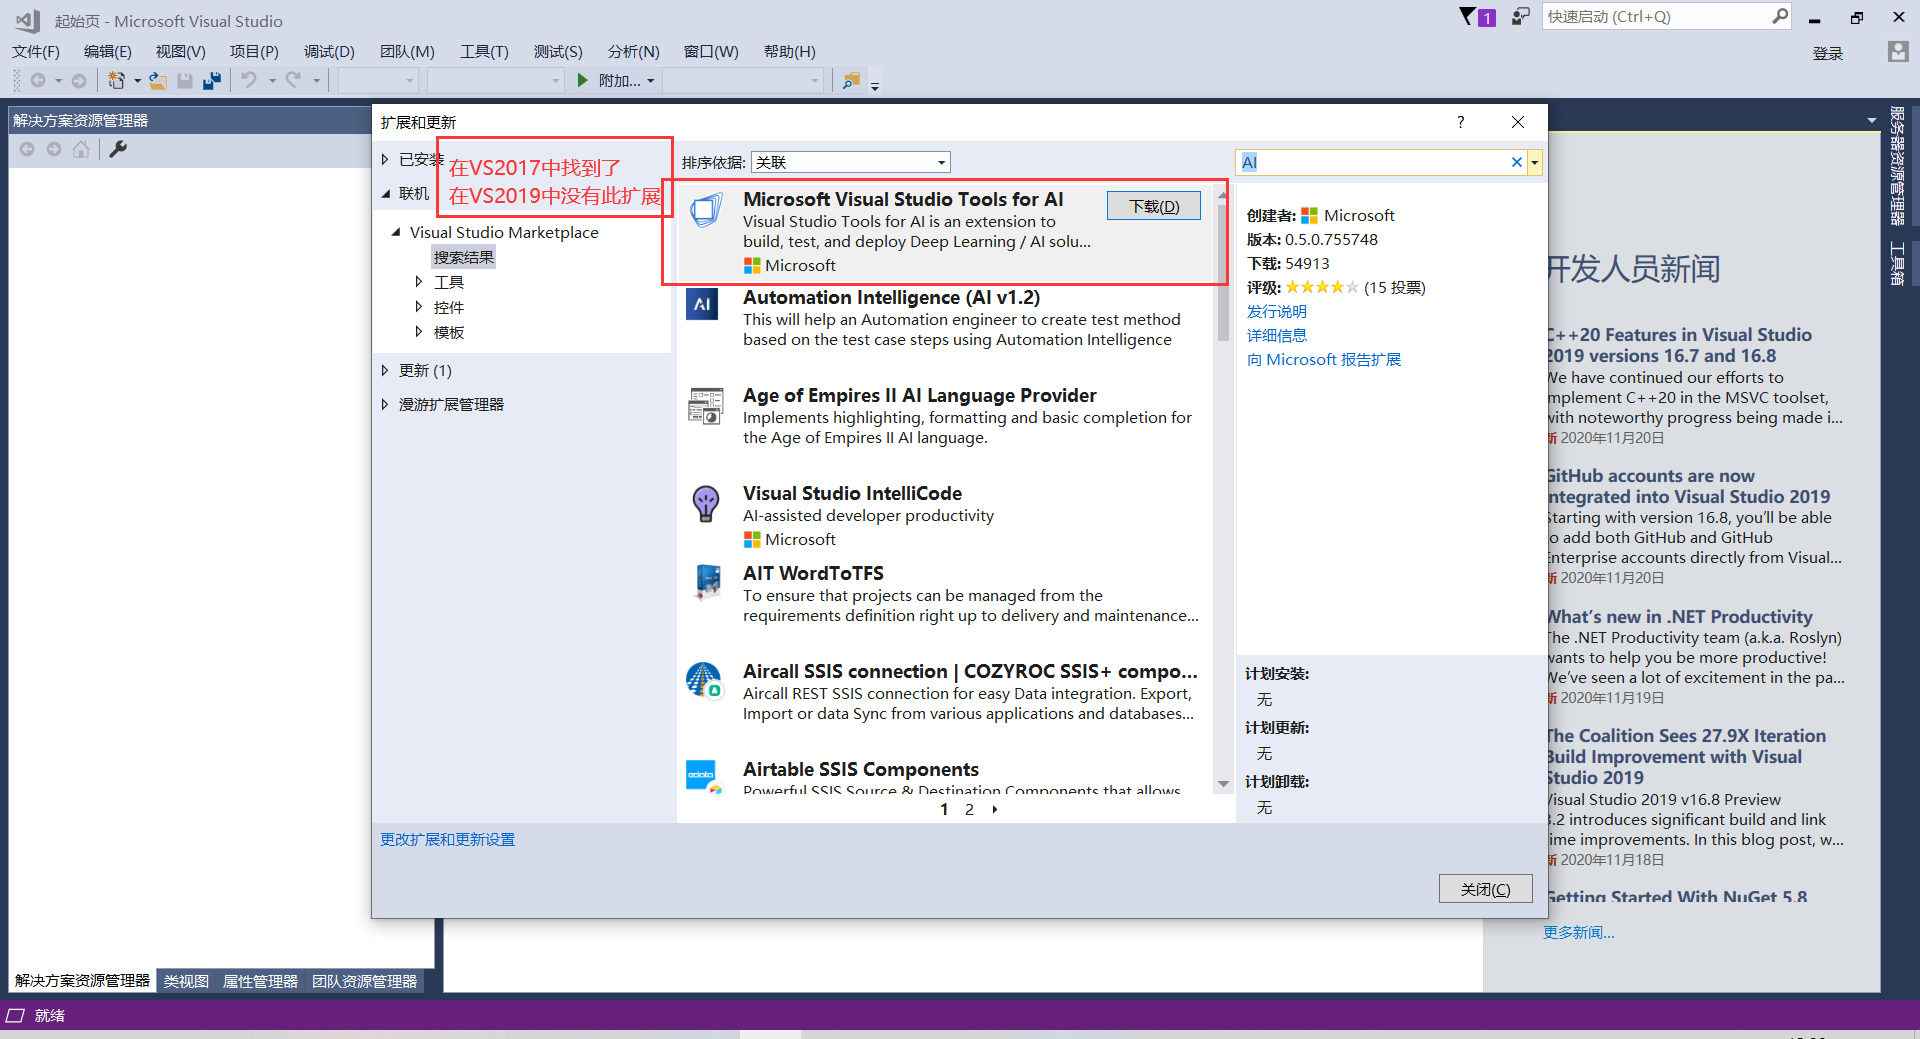 起始页 - Microsoft Visual Studio
1
快速启动 (Ctrl+Q)
文件(F) 编辑(E) 视图(V) 项目(P) 调试(D) 团队(M) 工具(T) 测试(S) 分析(N) 窗口(W) 帮助(H)
登录
附加...
解决方案资源管理器
扩展和更新
?
已安装
联机
Visual Studio Marketplace
搜索结果
工具
控件
模板
更新 (1)
漫游扩展管理器
在VS2017中找到了
在VS2019中没有此扩展
排序依据: 关联
AI
Microsoft Visual Studio Tools for AI
下载(D)
Visual Studio Tools for AI is an extension to
build, test, and deploy Deep Learning / AI solu...
Microsoft
AI
Automation Intelligence (AI v1.2)
This will help an Automation engineer to create test method
based on the test case steps using Automation Intelligence
Age of Empires II AI Language Provider
Implements highlighting, formatting and basic completion for
the Age of Empires II AI language.
Visual Studio IntelliCode
AI-assisted developer productivity
Microsoft
AIT WordToTFS
To ensure that projects can be managed from the
requirements definition right up to delivery and maintenance...
Aircall SSIS connection | COZYROC SSIS+ compo...
Aircall REST SSIS connection for easy Data integration. Export,
Import or data Sync from various applications and databases...
Airtable SSIS Components
Powerful SSIS Source & Destination Components that allows
1 2
创建者: Microsoft
版本: 0.5.0.755748
下载: 54913
评级: (15 投票)
发行说明
详细信息
向 Microsoft 报告扩展
计划安装:
无
计划更新:
无
计划卸载:
无
更改扩展和更新设置
关闭(C)
开发人员新闻
C++20 Features in Visual Studio
2019 versions 16.7 and 16.8
We have continued our efforts to
implement C++20 in the MSVC toolset,
with noteworthy progress being made i...
新 2020年11月20日
GitHub accounts are now
integrated into Visual Studio 2019
Starting with version 16.8, you’ll be able
to add both GitHub and GitHub
Enterprise accounts directly from Visual...
新 2020年11月20日
What’s new in .NET Productivity
The .NET Productivity team (a.k.a. Roslyn)
wants to help you be more productive!
We’ve seen a lot of excitement in the pa...
新 2020年11月19日
The Coalition Sees 27.9X Iteration
Build Improvement with Visual
Studio 2019
Visual Studio 2019 v16.8 Preview
3.2 introduces significant build and link
time improvements. In this blog post, w...
新 2020年11月18日
Getting Started With NuGet 5.8
更多新闻...
服务器资源管理器
工具箱
解决方案资源管理器 类视图 属性管理器 团队资源管理器
就绪